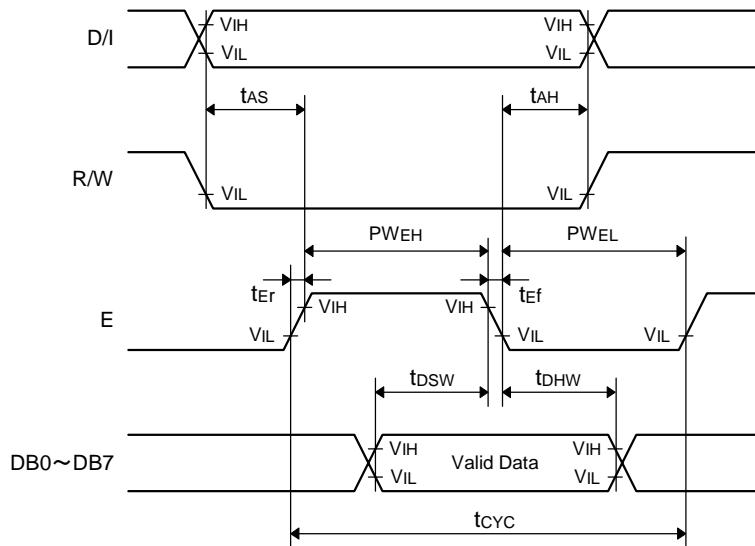 D/I
VIH
VIH
VIL
VIL
tAS
tAH
R/W
VIL
VIL
PWEH
PWEL
tEr
tEf
E
VIH
VIH
VIL
VIL
VIL
tDSW
tDHW
DB0～DB7
VIH
VIH
VIL
Valid Data
VIL
tCYC